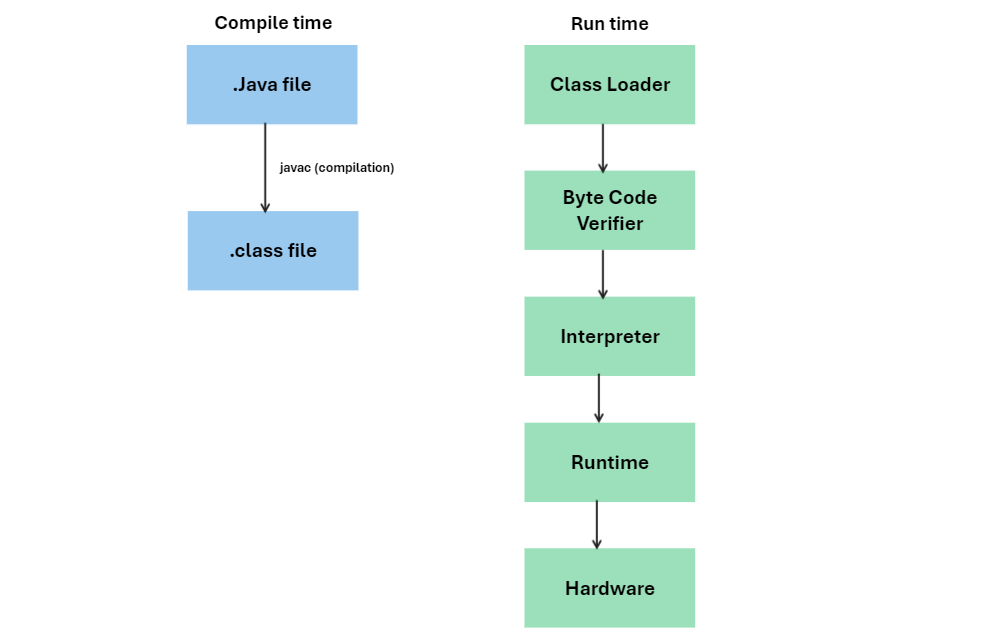 Compile time
.Java file
javac (compilation)
.class file
Run time
Class Loader
Byte Code
Verifier
Interpreter
Runtime
Hardware